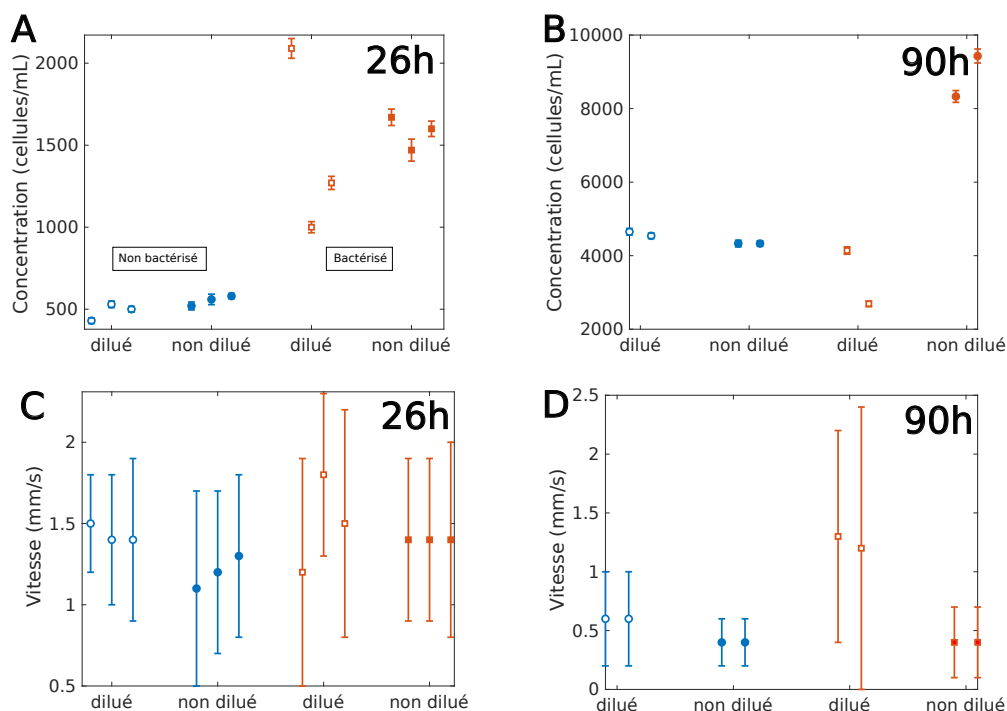 A
26h
Concentration (cellules/mL)
2000
1500
1000
500
Non bactérisé
Bactérisé
dilué
non dilué
dilué
non dilué
B
90h
Concentration (cellules/mL)
10000
8000
6000
4000
2000
dilué
non dilué
dilué
non dilué
C
26h
Vitesse (mm/s)
2
1.5
1
0.5
dilué
non dilué
dilué
non dilué
D
90h
Vitesse (mm/s)
2.5
2
1.5
1
0.5
0
dilué
non dilué
dilué
non dilué